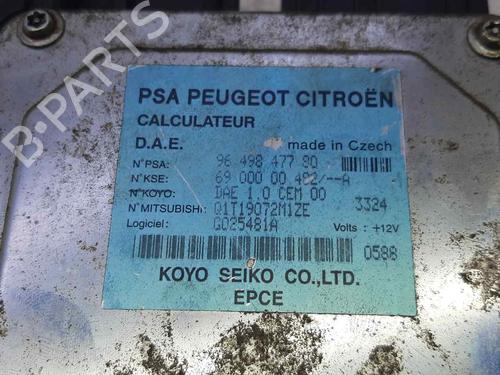 PSA PEUGEOT CITROËN
CALCULATEUR
D.A.E. made in Czech
N°PSA: 96 498 477 80
N°KSE: 69 000 00 482/--A
N°KOYO: DAE 1.0 CEM 00
N°MITSUBISHI: Q1T19072M1ZE 3324
Logiciel: G025481A Volts: +12V
0588
KOYO SEIKO CO.,LTD.
EPCE
B-PARTS